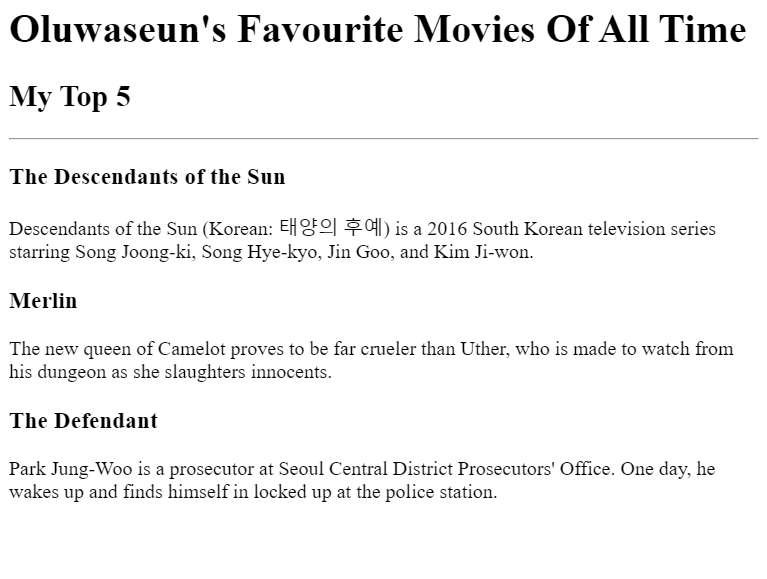 Oluwaseun's Favourite Movies Of All Time
My Top 5
The Descendants of the Sun
Descendants of the Sun (Korean: 태양의 후예) is a 2016 South Korean television series
starring Song Joong-ki, Song Hye-kyo, Jin Goo, and Kim Ji-won.
Merlin
The new queen of Camelot proves to be far crueler than Uther, who is made to watch from
his dungeon as she slaughters innocents.
The Defendant
Park Jung-Woo is a prosecutor at Seoul Central District Prosecutors' Office. One day, he
wakes up and finds himself in locked up at the police station.